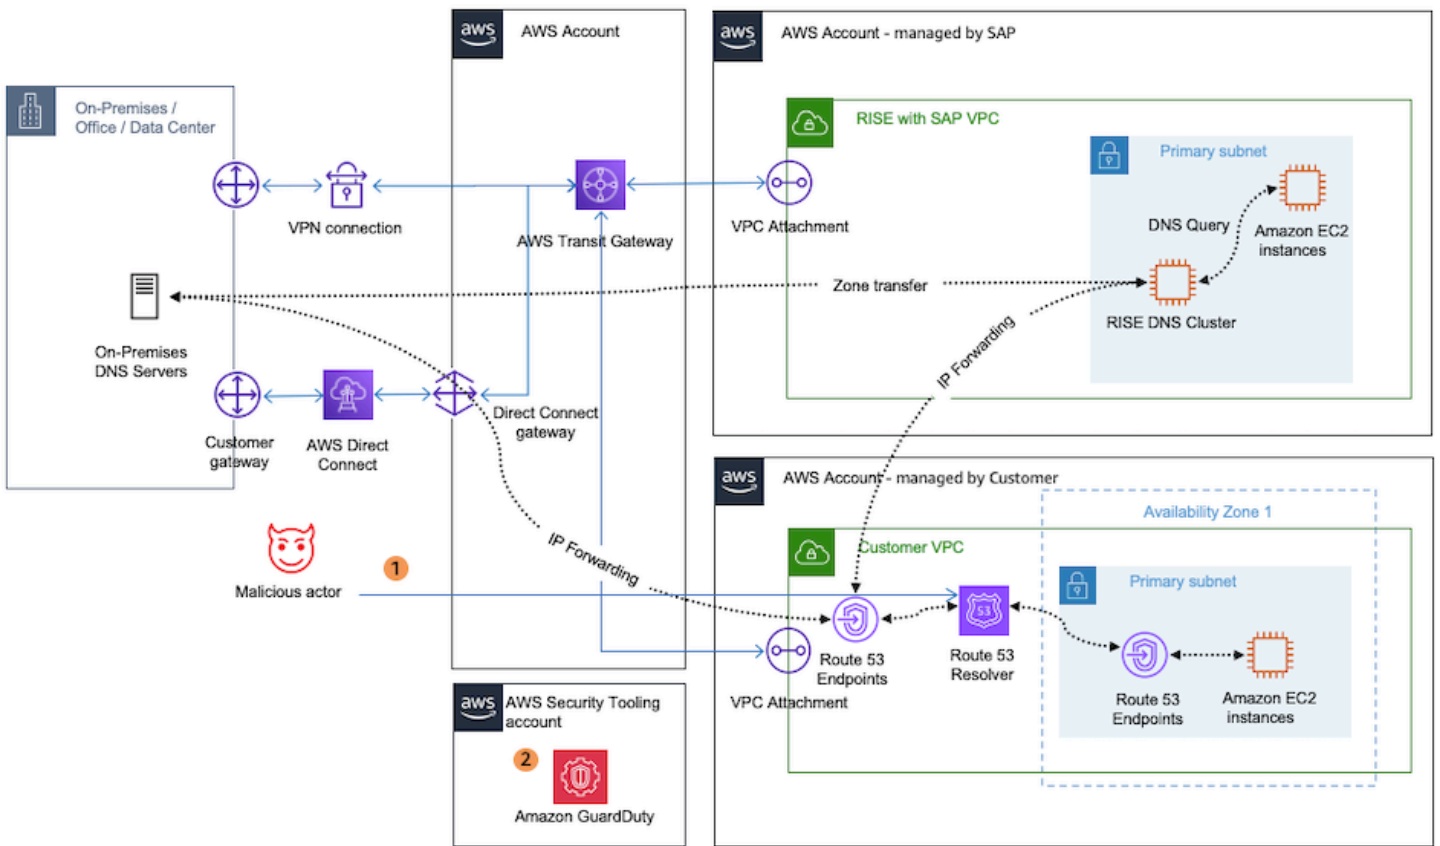 aws
AWS Account
aws
AWS Account - managed by SAP
On-Premises /
Office / Data Center
RISE with SAP VPC
Primary subnet
VPN connection
AWS Transit Gateway
VPC Attachment
DNS Query
Amazon EC2
instances
Zone transfer
RISE DNS Cluster
On-Premises
DNS Servers
IP Forwarding
Direct Connect
gateway
Customer
gateway
AWS Direct
Connect
aws
AWS Account - managed by Customer
Availability Zone 1
Customer VPC
1
Malicious actor
IP Forwarding
Primary subnet
53
Route 53
Endpoints
Route 53
Resolver
VPC Attachment
Route 53
Endpoints
Amazon EC2
instances
aws
AWS Security Tooling
account
2
Amazon GuardDuty